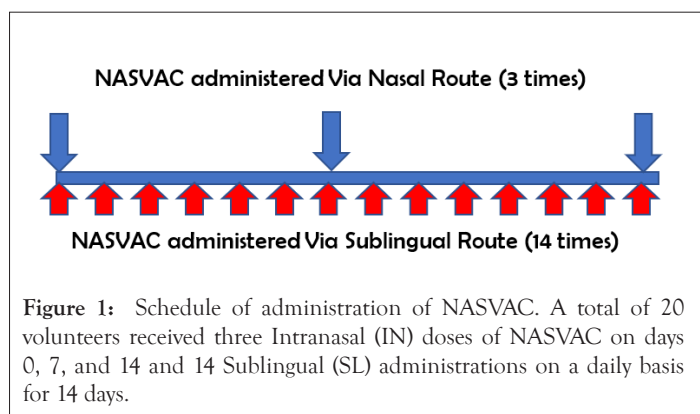 NASVAC administered Via Nasal Route (3 times)
NASVAC administered Via Sublingual Route (14 times)
Figure 1: Schedule of administration of NASVAC. A total of 20
volunteers received three Intranasal (IN) doses of NASVAC on days
0, 7, and 14 and 14 Sublingual (SL) administrations on a daily basis
for 14 days.